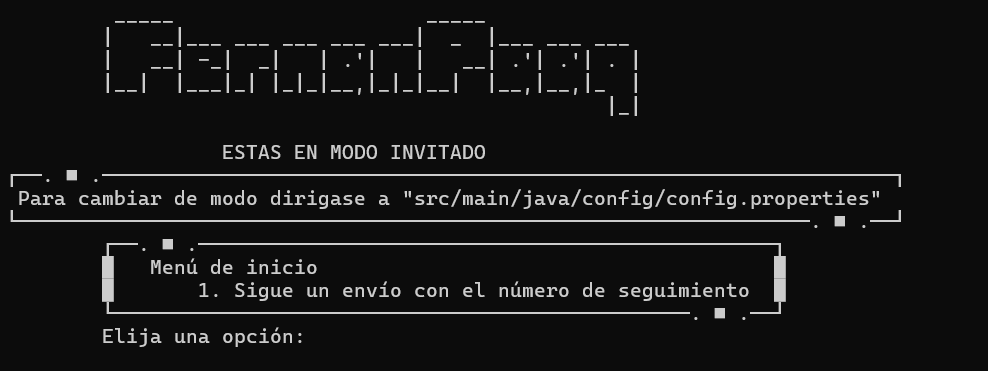 FernanPaaq
ESTAS EN MODO INVITADO
Para cambiar de modo dirigase a "src/main/java/config/config.properties"
Menú de inicio
1. Sigue un envío con el número de seguimiento
Elija una opción: